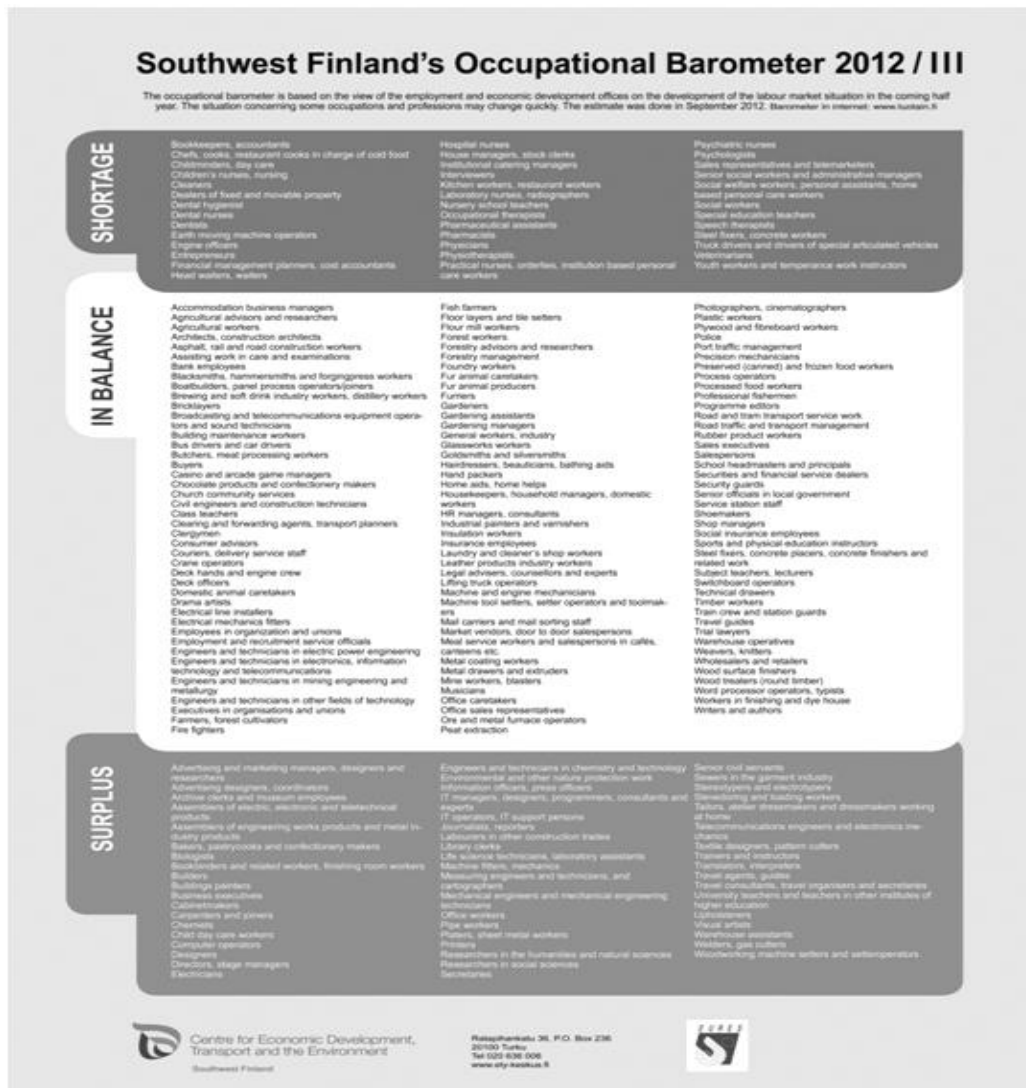 Southwest Finland's Occupational Barometer 2012 / III
The occupational barometer is based on the view of the employment and economic development offices on the development of the labour market situation in the coming half
year. The situation concerning some occupations and professions may change quickly. The estimate was done in September 2012. Barometer in internet: www.luotain.fi
SHORTAGE
Bookkeepers, accountants
Chefs, cooks, restaurant cooks in charge of cold food
Childminders, day care
Children's nurses, nursing
Cleaners
Dealers of fixed and movable property
Dental hygienist
Dental nurses
Dentists
Earth moving machine operators
Engine officers
Entrepreneurs
Financial management planners, cost accountants
Head waiters, waiters
Hospital nurses
House managers, stock clerks
Institutional catering managers
Interviewers
Kitchen workers, restaurant workers
Laboratory nurses, radiographers
Nursery school teachers
Occupational therapists
Pharmaceutical assistants
Pharmacists
Physicians
Physiotherapists
Practical nurses, orderlies, institution based personal
care workers
Psychiatric nurses
Psychologists
Sales representatives and telemarketers
Senior social workers and administrative managers
Social welfare workers, personal assistants, home
based personal care workers
Social workers
Special education teachers
Speech therapists
Steel fixers, concrete workers
Truck drivers and drivers of special articulated vehicles
Veterinarians
Youth workers and temperance work instructors
IN BALANCE
Accommodation business managers
Agricultural advisors and researchers
Agricultural workers
Architects, construction architects
Asphalt, rail and road construction workers
Assisting work in care and examinations
Bank employees
Blacksmiths, hammersmiths and forgingpress workers
Boatbuilders, panel process operators/joiners
Brewing and soft drink industry workers, distillery workers
Bricklayers
Broadcasting and telecommunications equipment opera-
tors and sound technicians
Building maintenance workers
Bus drivers and car drivers
Butchers, meat processing workers
Buyers
Casino and arcade game managers
Chocolate products and confectionery makers
Church community services
Civil engineers and construction technicians
Class teachers
Clearing and forwarding agents, transport planners
Clergymen
Consumer advisors
Couriers, delivery service staff
Crane operators
Deck hands and engine crew
Deck officers
Domestic animal caretakers
Drama artists
Electrical line installers
Electrical mechanics fitters
Employees in organization and unions
Employment and recruitment service officials
Engineers and technicians in electric power engineering
Engineers and technicians in electronics, information
technology and telecommunications
Engineers and technicians in mining engineering and
metallurgy
Engineers and technicians in other fields of technology
Executives in organisations and unions
Farmers, forest cultivators
Fire fighters
Fish farmers
Floor layers and tile setters
Flour mill workers
Forest workers
Forestry advisors and researchers
Forestry management
Foundry workers
Fur animal caretakers
Fur animal producers
Furriers
Gardeners
Gardening assistants
Gardening managers
General workers, industry
Glassworks workers
Goldsmiths and silversmiths
Hairdressers, beauticians, bathing aids
Hand packers
Home aids, home helps
Housekeepers, household managers, domestic
workers
HR managers, consultants
Industrial painters and varnishers
Insulation workers
Insurance employees
Laundry and cleaner's shop workers
Leather products industry workers
Legal advisers, counsellors and experts
Lifting truck operators
Machine and engine mechanicians
Machine tool setters, setter operators and toolmak-
ers
Mail carriers and mail sorting staff
Market vendors, door to door salespersons
Meal service workers and salespersons in cafés,
canteens etc.
Metal coating workers
Metal drawers and extruders
Mine workers, blasters
Musicians
Office caretakers
Office sales representatives
Ore and metal furnace operators
Peat extraction
Photographers, cinematographers
Plastic workers
Plywood and fibreboard workers
Police
Port traffic management
Precision mechanicians
Preserved (canned) and frozen food workers
Process operators
Processed food workers
Professional fishermen
Programme editors
Road and tram transport service work
Road traffic and transport management
Rubber product workers
Sales executives
Salespersons
School headmasters and principals
Securities and financial service dealers
Security guards
Senior officials in local government
Service station staff
Shoemakers
Shop managers
Social insurance employees
Sports and physical education instructors
Steel fixers, concrete placers, concrete finishers and
related work
Subject teachers, lecturers
Switchboard operators
Technical drawers
Timber workers
Train crew and station guards
Travel guides
Trial lawyers
Warehouse operatives
Weavers, knitters
Wholesalers and retailers
Wood surface finishers
Wood treaters (round timber)
Word processor operators, typists
Workers in finishing and dye house
Writers and authors
SURPLUS
Advertising and marketing managers, designers and
researchers
Advertising designers, coordinators
Archive clerks and museum employees
Assemblers of electric, electronic and teletechnical
products
Assemblers of engineering works products and metal in-
dustry products
Bakers, pastrycooks and confectionery makers
Biologists
Bookbinders and related workers, finishing room workers
Builders
Buildings painters
Business executives
Cabinetmakers
Carpenters and joiners
Chemists
Child day care workers
Computer operators
Designers
Directors, stage managers
Electricians
Engineers and technicians in chemistry and technology
Environmental and other nature protection work
Information officers, press officers
IT managers, designers, programmers, consultants and
experts
IT operators, IT support persons
Journalists, reporters
Labourers in other construction trades
Library clerks
Life science technicians, laboratory assistants
Machine fitters, mechanics
Measuring engineers and technicians, and
cartographers
Mechanical engineers and mechanical engineering
technicians
Office workers
Pipe workers
Platers, sheet metal workers
Printers
Researchers in the humanities and natural sciences
Researchers in social sciences
Secretaries
Senior civil servants
Sewers in the garment industry
Stereotypers and electrotypers
Stevedoring and loading workers
Tailors, atelier dressmakers and dressmakers working
at home
Telecommunications engineers and electronics me-
chanics
Textile designers, pattern cutters
Trainers and instructors
Translators, interpreters
Travel agents, guides
Travel consultants, travel organisers and secretaries
University teachers and teachers in other institutes of
higher education
Upholsterers
Visual artists
Warehouse assistants
Welders, gas cutters
Woodworking machine setters and setteroperators
Centre for Economic Development,
Transport and the Environment
Southwest Finland
Ratapihankatu 36, P.O. Box 236
20100 Turku
Tel 020 636 006
www.ely-keskus.fi
EURES